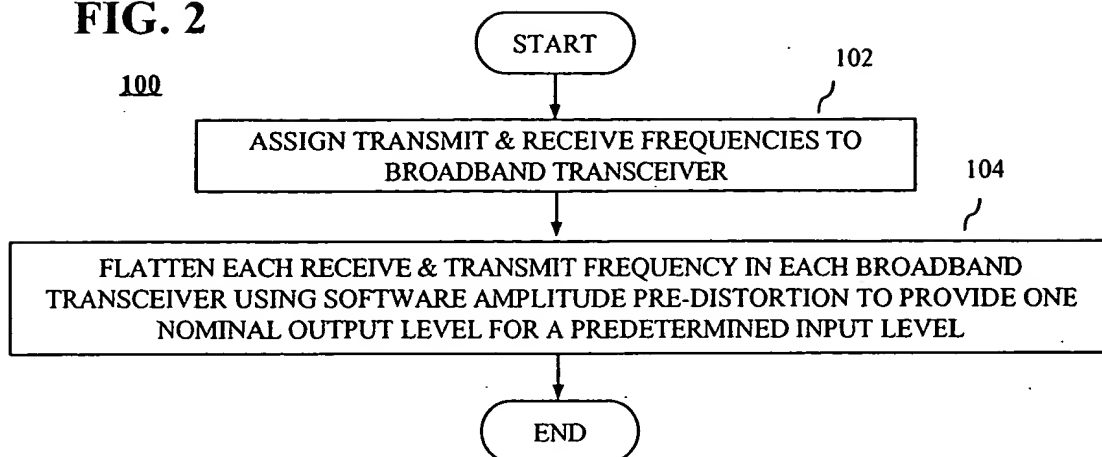 FIG. 2
START
100
102
ASSIGN TRANSMIT & RECEIVE FREQUENCIES TO
BROADBAND TRANSCEIVER
104
FLATTEN EACH RECEIVE & TRANSMIT FREQUENCY IN EACH BROADBAND
TRANSCEIVER USING SOFTWARE AMPLITUDE PRE-DISTORTION TO PROVIDE ONE
NOMINAL OUTPUT LEVEL FOR A PREDETERMINED INPUT LEVEL
END